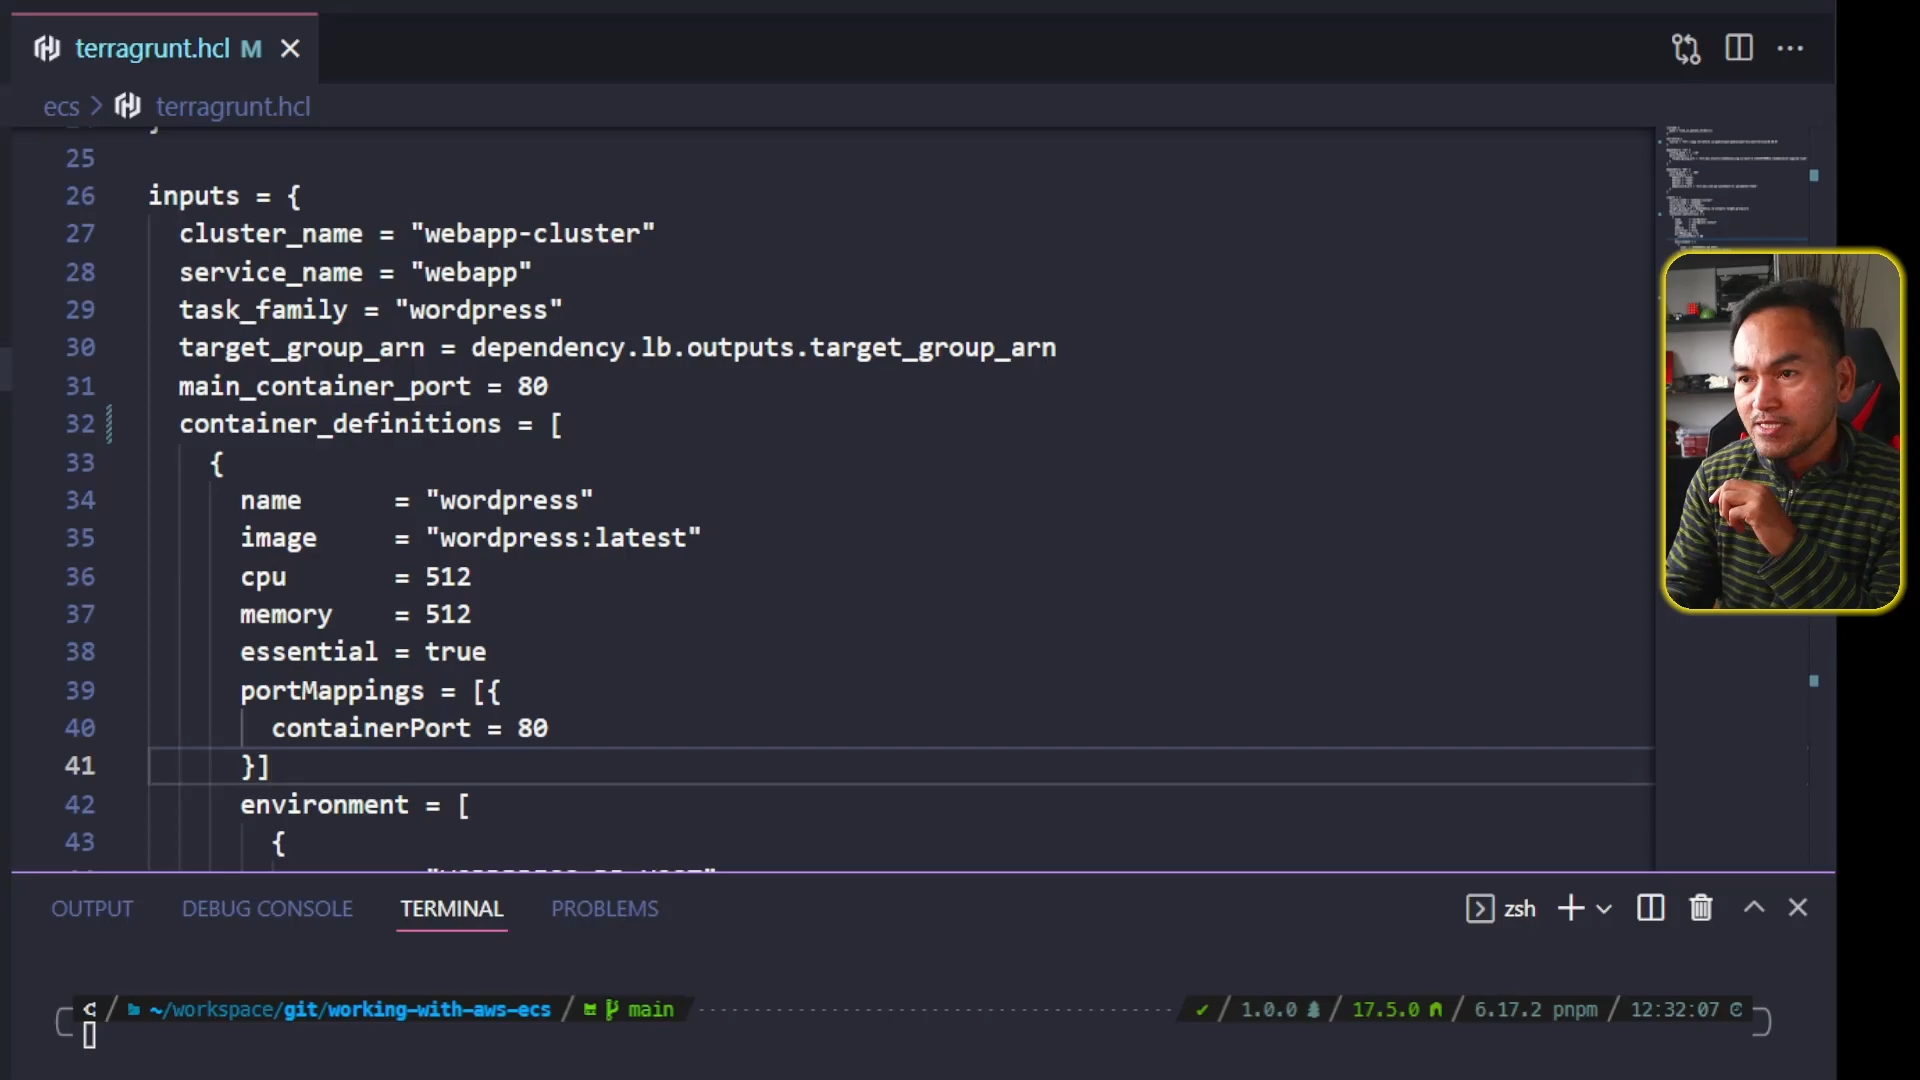 terragrunt.hcl M
ecs > terragrunt.hcl
25
26 inputs = {
27 cluster_name = "webapp-cluster"
28 service_name = "webapp"
29 task_family = "wordpress"
30 target_group_arn = dependency.lb.outputs.target_group_arn
31 main_container_port = 80
32 container_definitions = [
33 {
34 name = "wordpress"
35 image = "wordpress:latest"
36 cpu = 512
37 memory = 512
38 essential = true
39 portMappings = [{
40 containerPort = 80
41 }]
42 environment = [
43 {
OUTPUT DEBUG CONSOLE TERMINAL PROBLEMS zsh
~/workspace/git/working-with-aws-ecs / main ✓ / 1.0.0 / 17.5.0 / 6.17.2 pnpm / 12:32:07